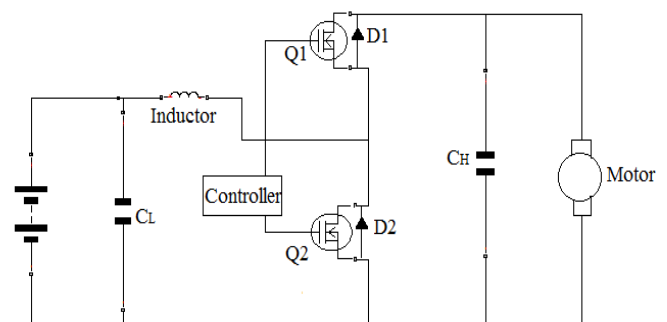 Q1
D1
Inductor
CL
Controller
Q2
D2
CH
Motor